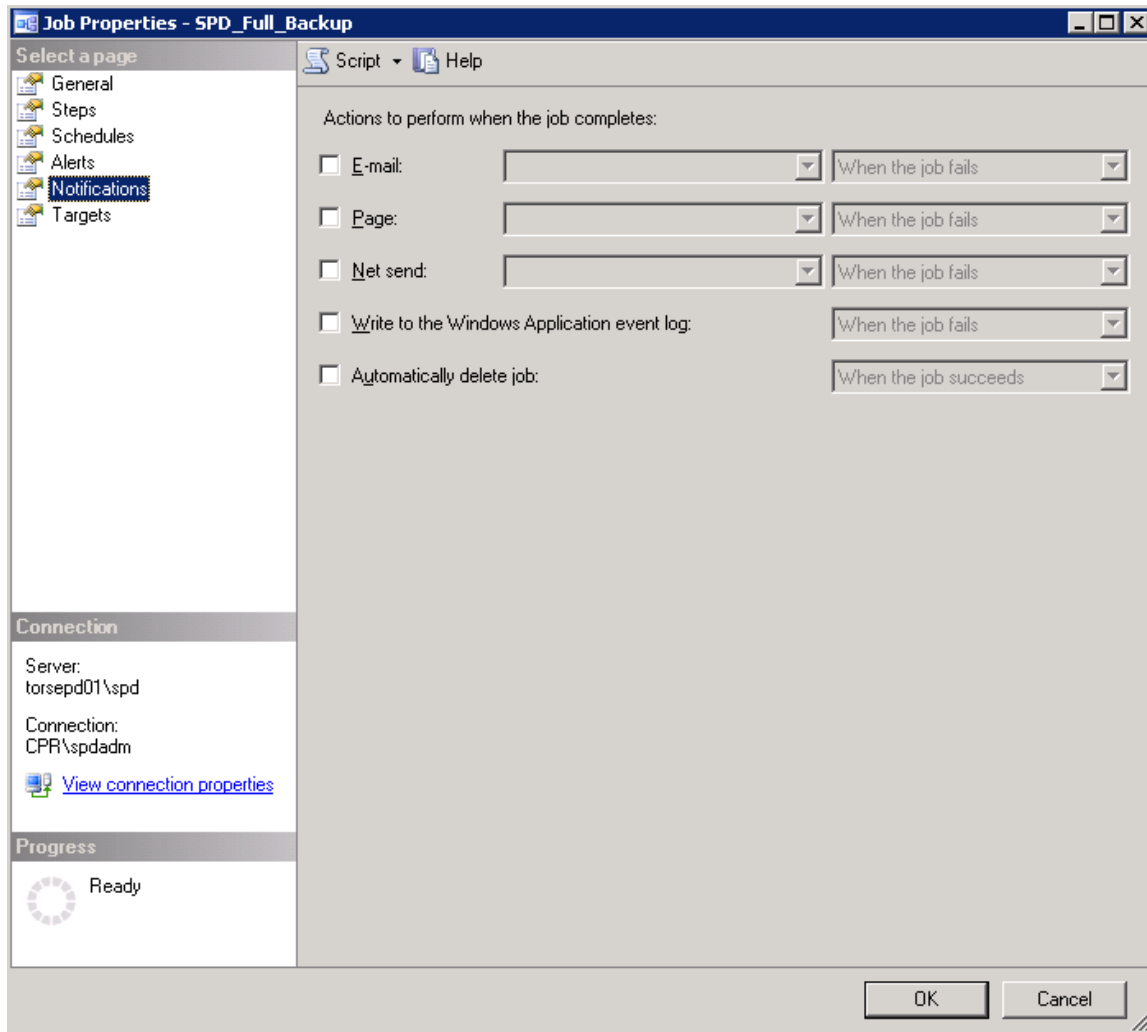 Job Properties - SPD_Full_Backup
Select a page
General
Steps
Schedules
Alerts
Notifications
Targets
Script Help
Actions to perform when the job completes:
E-mail: When the job fails
Page: When the job fails
Net send: When the job fails
Write to the Windows Application event log: When the job fails
Automatically delete job: When the job succeeds
Connection
Server:
torsepd01\spd
Connection:
CPR\spdadm
View connection properties
Progress
Ready
OK Cancel